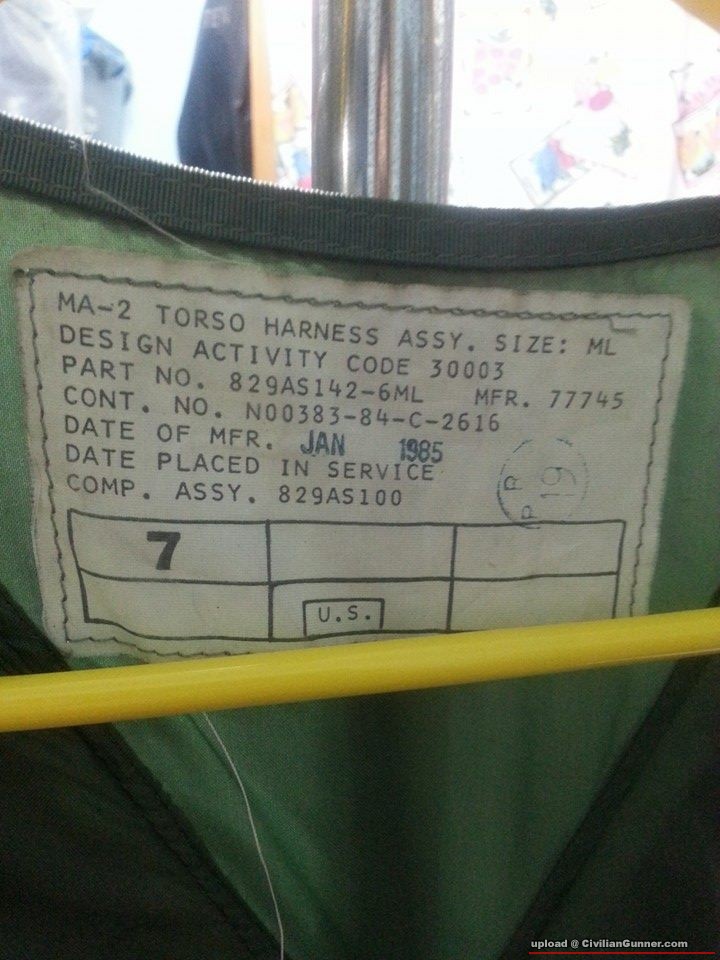 MA-2 TORSO HARNESS ASSY. SIZE: ML
DESIGN ACTIVITY CODE 30003
PART NO. 829AS142-6ML MFR. 77745
CONT. NO. N00383-84-C-2616
DATE OF MFR. JAN 1985
DATE PLACED IN SERVICE
COMP. ASSY. 829AS100
7
U.S.
upload @ CivilianGunner.com